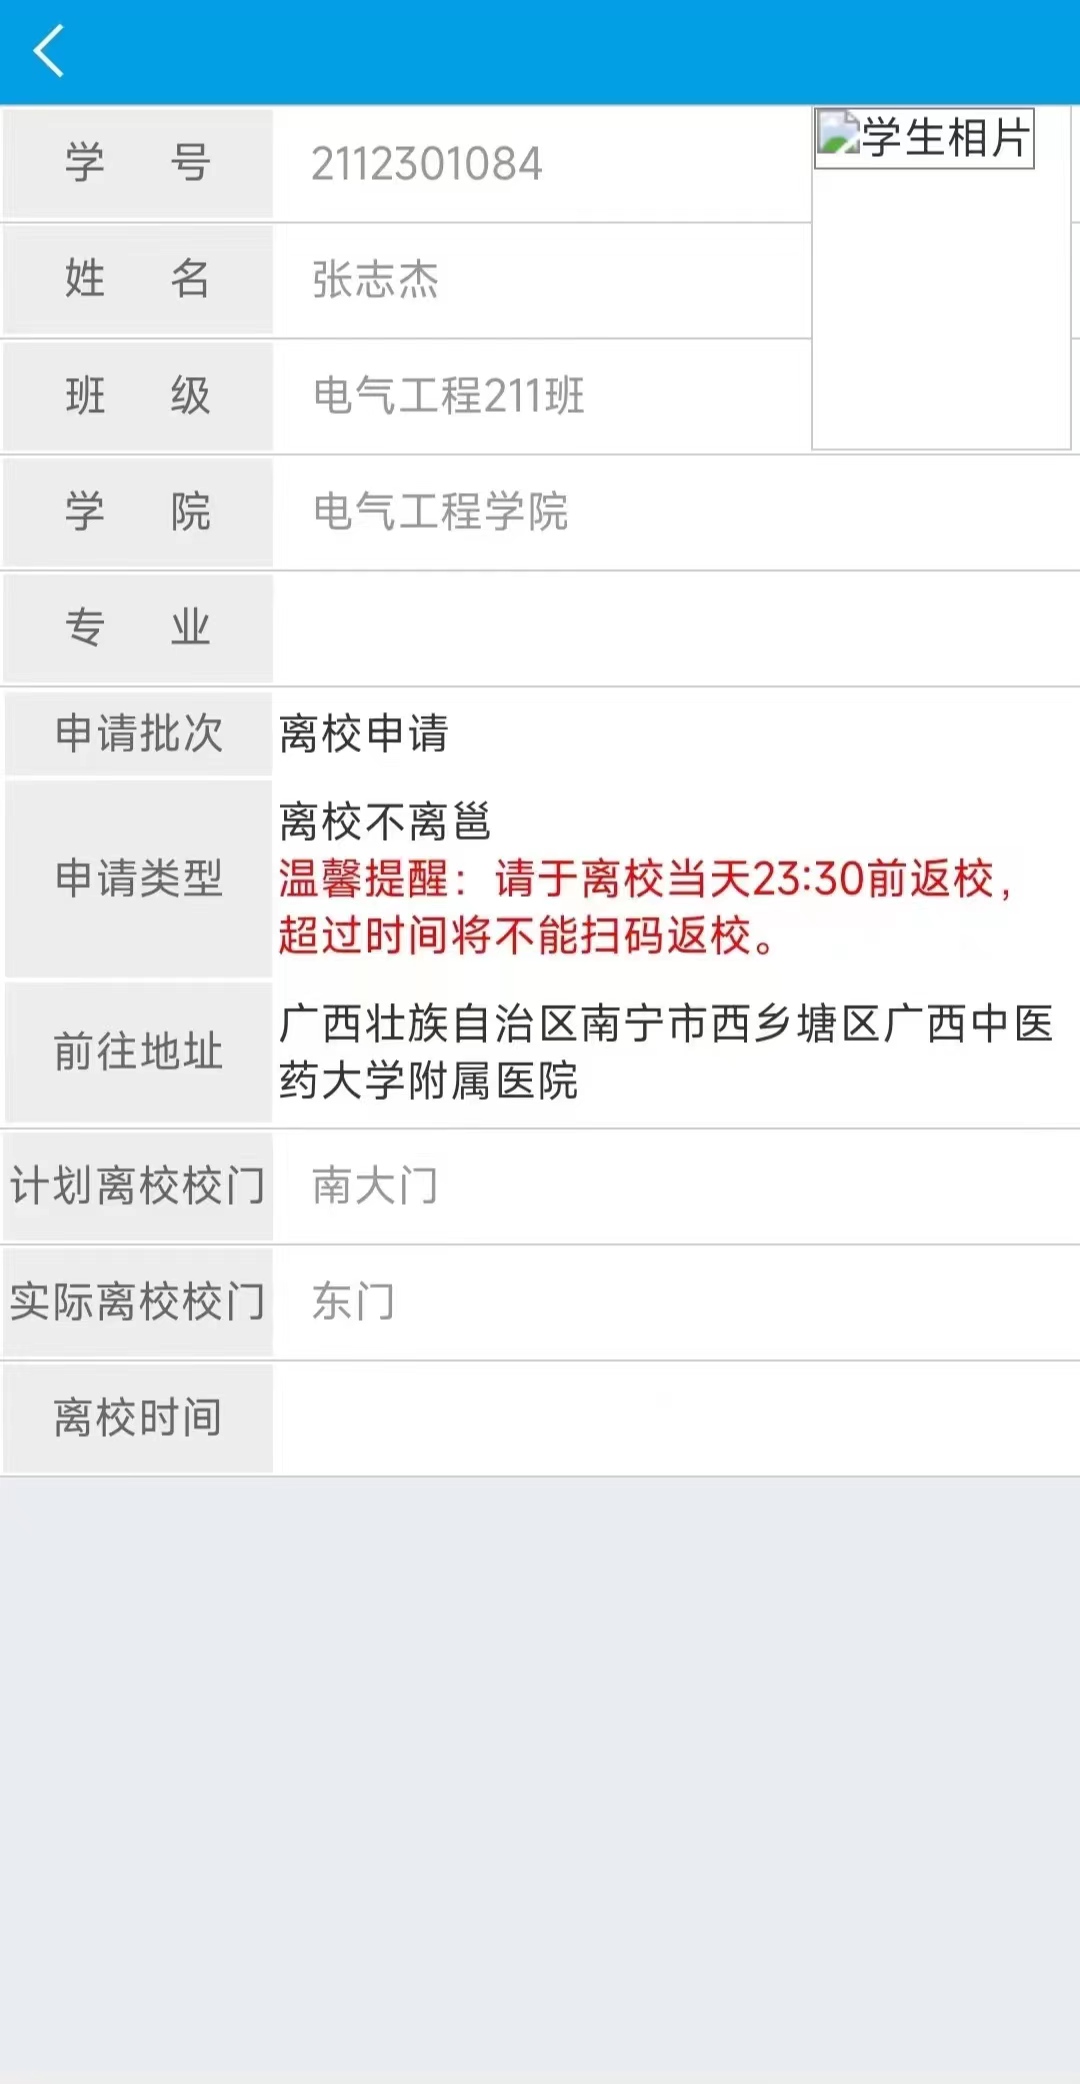 学 号 2112301084
学生相片
姓 名 张志杰
班 级 电气工程211班
学 院 电气工程学院
专 业
申请批次 离校申请
申请类型 离校不离邕
温馨提醒：请于离校当天23:30前返校，
超过时间将不能扫码返校。
前往地址 广西壮族自治区南宁市西乡塘区广西中医
药大学附属医院
计划离校校门 南大门
实际离校校门 东门
离校时间